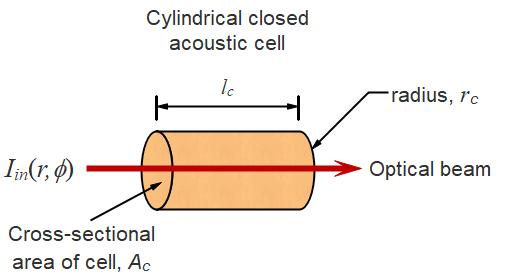 Cylindrical closed
acoustic cell
lc
radius, rc
Iin(r, ϕ)
Optical beam
Cross-sectional
area of cell, Ac